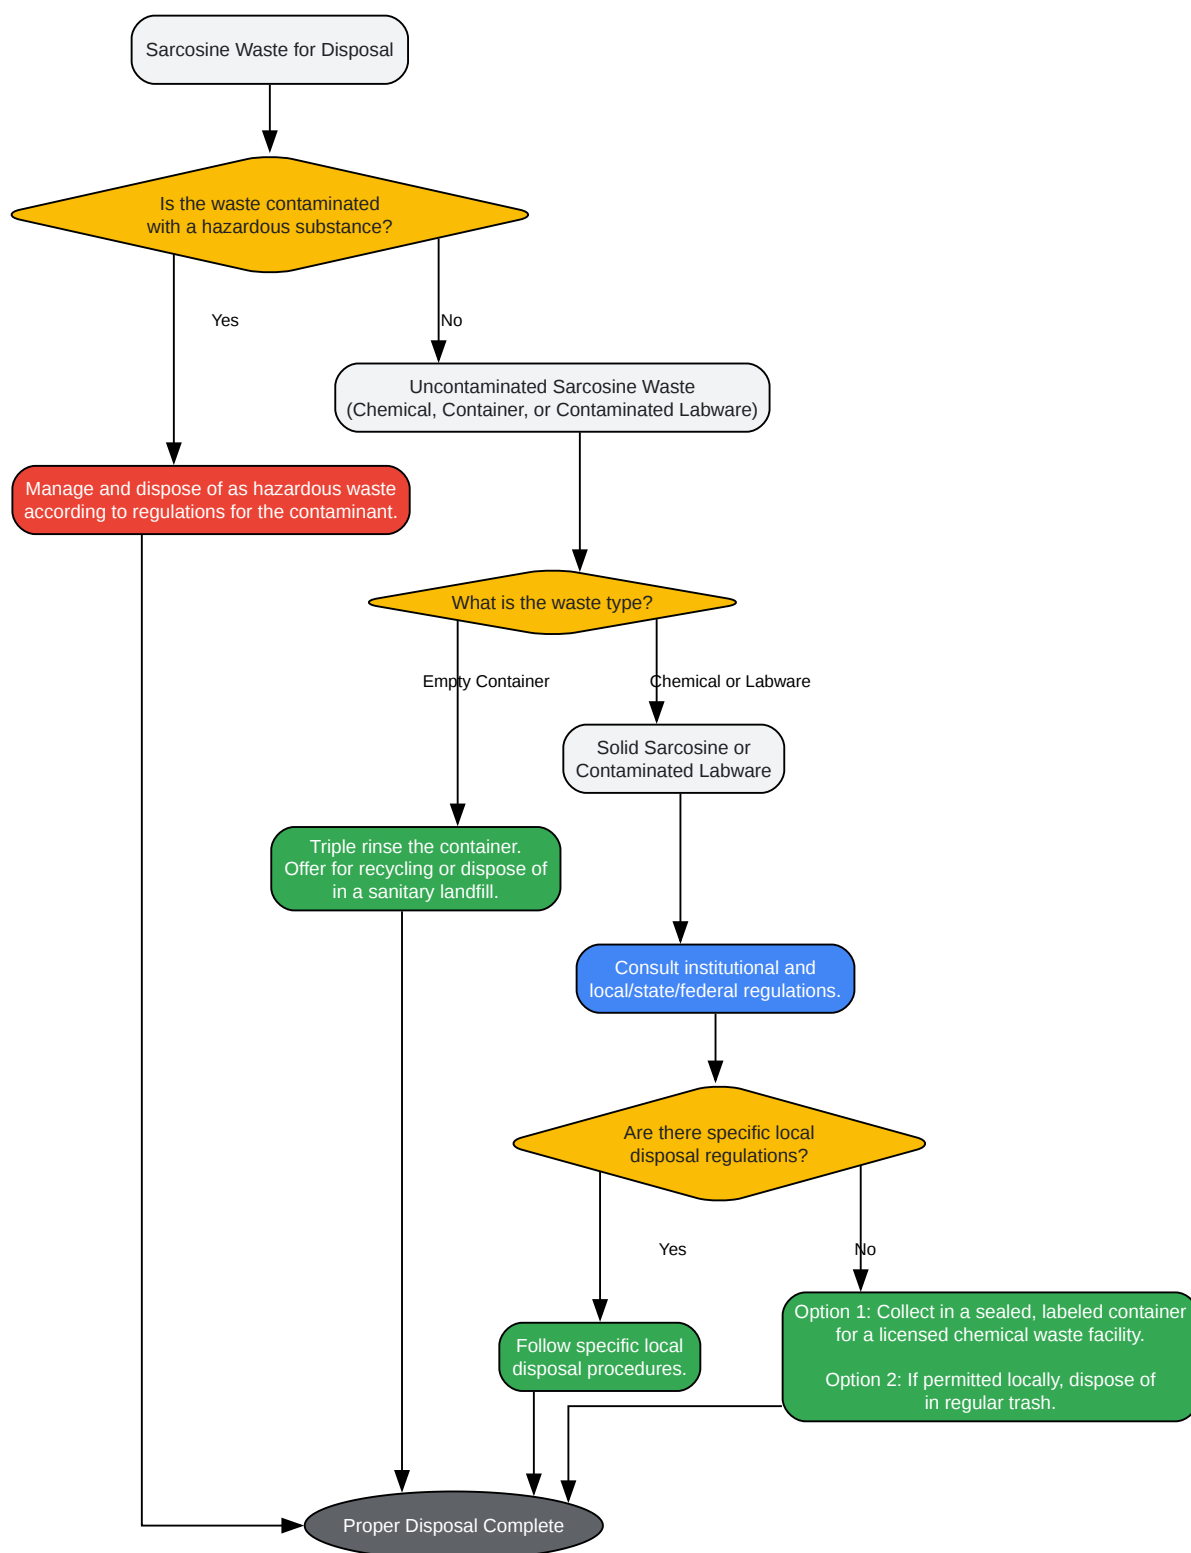 Sarcosine Waste for Disposal
Is the waste contaminated
with a hazardous substance?
Yes
No
Uncontaminated Sarcosine Waste
(Chemical, Container, or Contaminated Labware)
Manage and dispose of as hazardous waste
according to regulations for the contaminant.
What is the waste type?
Empty Container
Chemical or Labware
Solid Sarcosine or
Contaminated Labware
Triple rinse the container.
Offer for recycling or dispose of
in a sanitary landfill.
Consult institutional and
local/state/federal regulations.
Are there specific local
disposal regulations?
Yes
No
Option 1: Collect in a sealed, labeled container
for a licensed chemical waste facility.
Option 2: If permitted locally, dispose of
in regular trash.
Follow specific local
disposal procedures.
Proper Disposal Complete